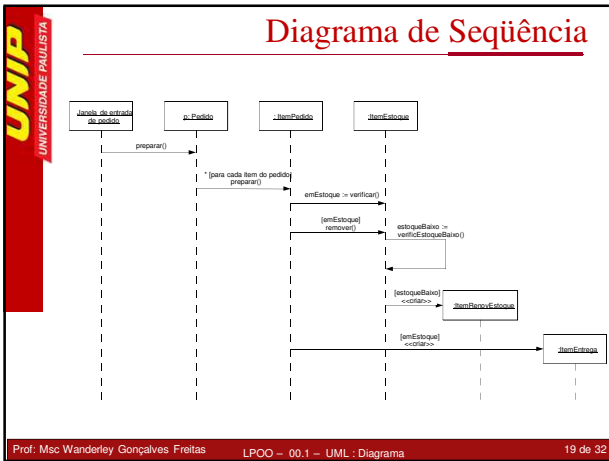 Diagrama de Seqüência
UNIP
UNIVERSIDADE PAULISTA
Janela de entrada
de pedido
p: Pedido
: ItemPedido
:ItemEstoque
preparar()
* [para cada item do pedido]
preparar()
emEstoque := verificar()
[emEstoque]
remover()
estoqueBaixo :=
verificEstoqueBaixo()
[estoqueBaixo]
<<criar>>
:ItemRenovEstoque
[emEstoque]
<<criar>>
:ItemEntrega
Prof: Msc Wanderley Gonçalves Freitas
LPOO – 00.1 – UML : Diagrama
19 de 32